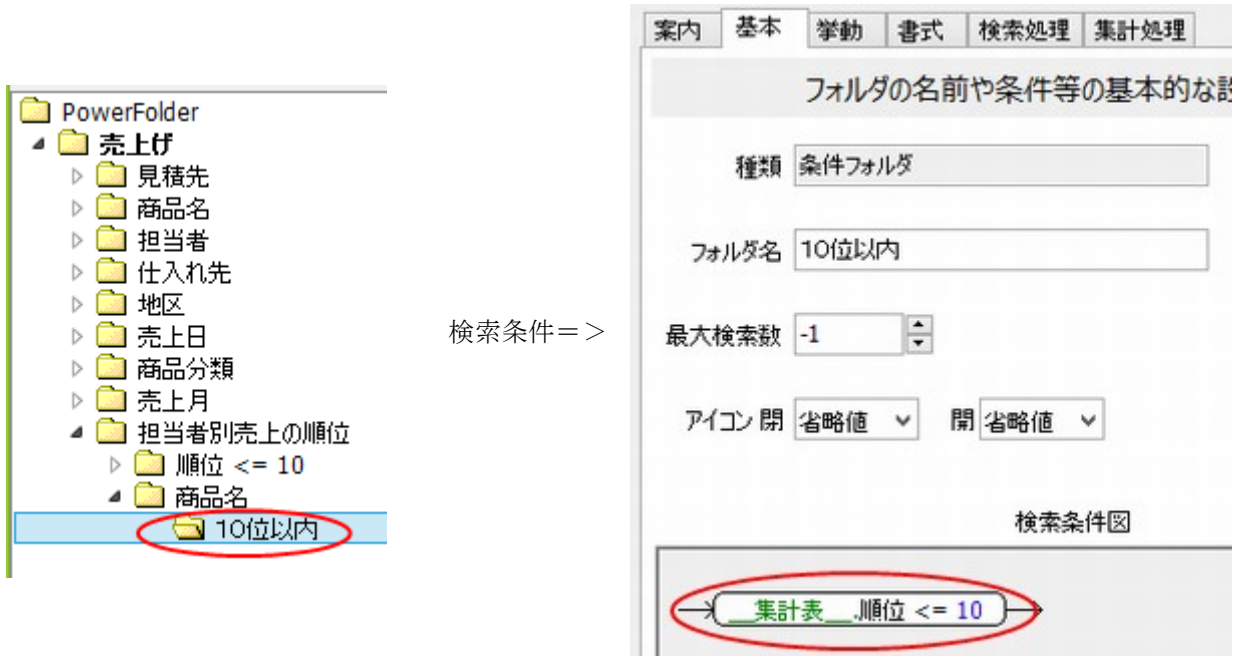 PowerFolder
売上げ
見積先
商品名
担当者
仕入れ先
地区
売上日
商品分類
売上月
担当者別売上の順位
順位 <= 10
商品名
10位以内
検索条件＝＞
案内 基本 挙動 書式 検索処理 集計処理
フォルダの名前や条件等の基本的な
種類 条件フォルダ
フォルダ名 10位以内
最大検索数 -1
アイコン 閉 省略値 開 省略値
検索条件図
__集計表__.順位 <= 10